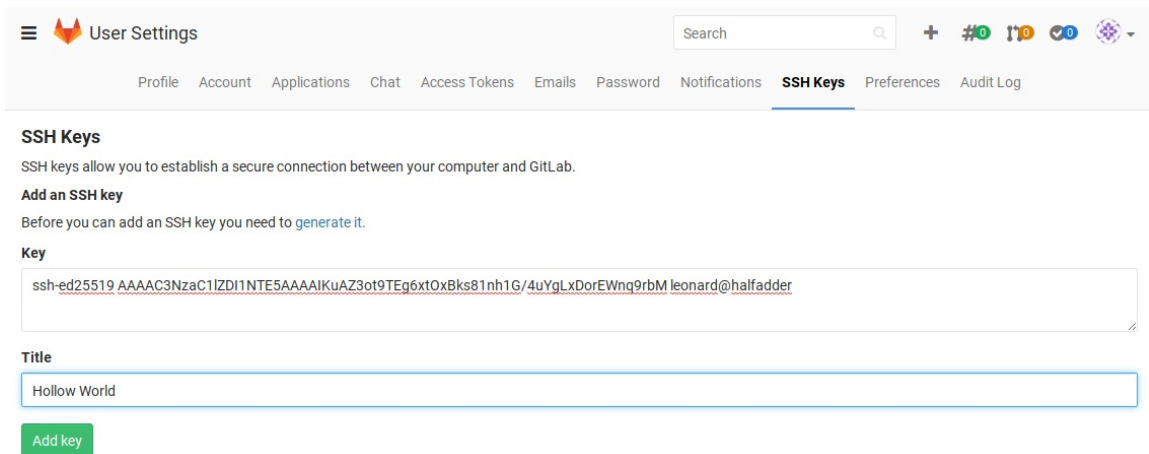 User Settings
Search
0 0 0
Profile Account Applications Chat Access Tokens Emails Password Notifications SSH Keys Preferences Audit Log
SSH Keys
SSH keys allow you to establish a secure connection between your computer and GitLab.
Add an SSH key
Before you can add an SSH key you need to generate it.
Key
ssh-ed25519 AAAAC3NzaC1lZDI1NTE5AAAAIKuAZ3ot9TEg6xtOxBks81nh1G/4uYgLxDorEWnq9rbM leonard@halfadder
Title
Hollow World
Add key